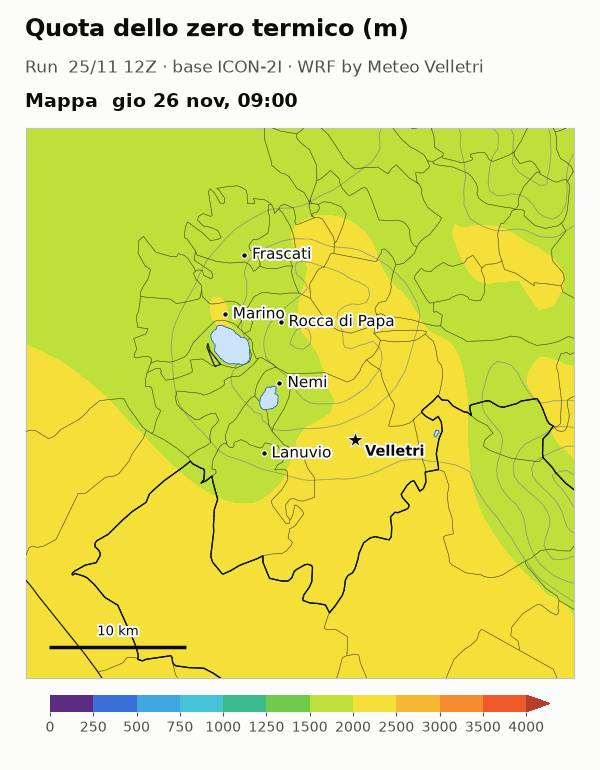 Quota dello zero termico (m)
Run  25/11 12Z · base ICON-2I · WRF by Meteo Velletri
Mappa  gio 26 nov, 09:00
Frascati
Marino
Rocca di Papa
Nemi
Velletri
Lanuvio
10 km
0 250 500 750 1000 1250 1500 2000 2500 3000 3500 4000